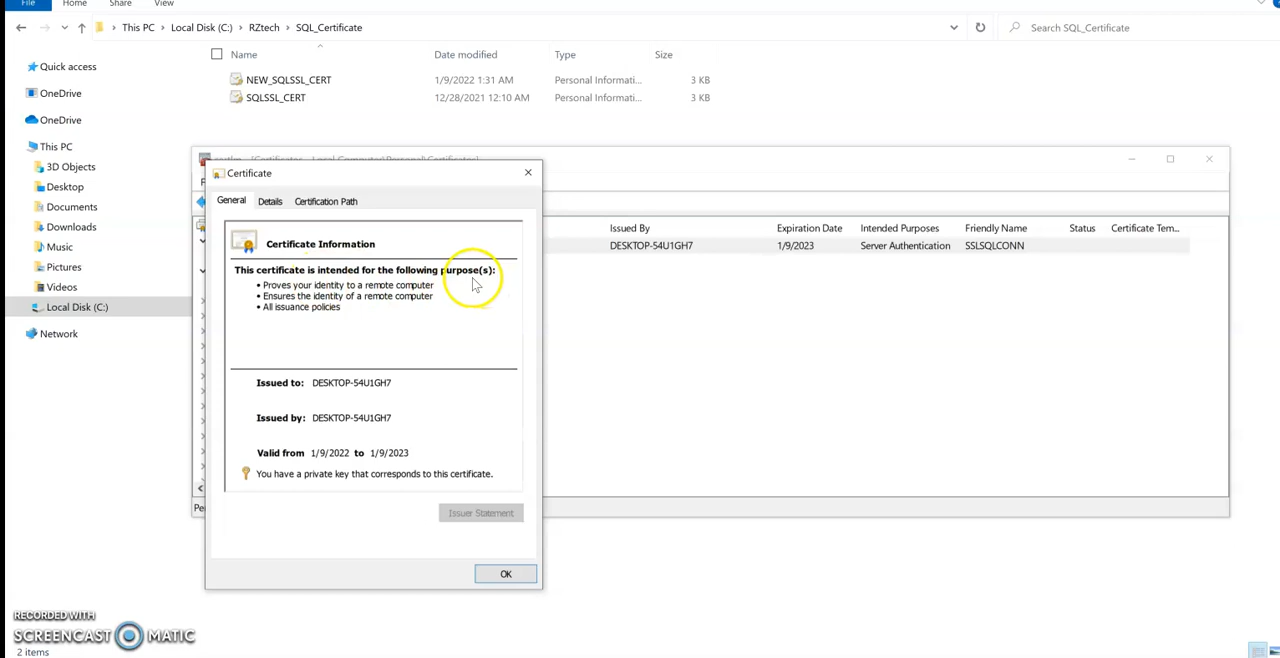 File Home Share View
This PC Local Disk (C:) RZtech SQL_Certificate Search SQL_Certificate
Name Date modified Type Size
NEW_SQLSSL_CERT 1/9/2022 1:31 AM Personal Informati... 3 KB
SQLSSL_CERT 12/28/2021 12:10 AM Personal Informati... 3 KB
Quick access
OneDrive
OneDrive
This PC
3D Objects
Desktop
Documents
Downloads
Music
Pictures
Videos
Local Disk (C:)
Network
Certificate
General Details Certification Path
Certificate Information
This certificate is intended for the following purpose(s):
• Proves your identity to a remote computer
• Ensures the identity of a remote computer
• All issuance policies
Issued to: DESKTOP-54U1GH7
Issued by: DESKTOP-54U1GH7
Valid from 1/9/2022 to 1/9/2023
You have a private key that corresponds to this certificate.
Issuer Statement
OK
Issued By Expiration Date Intended Purposes Friendly Name Status Certificate Tem...
DESKTOP-54U1GH7 1/9/2023 Server Authentication SSLSQLCONN
RECORDED WITH
SCREENCAST MATIC
2 items